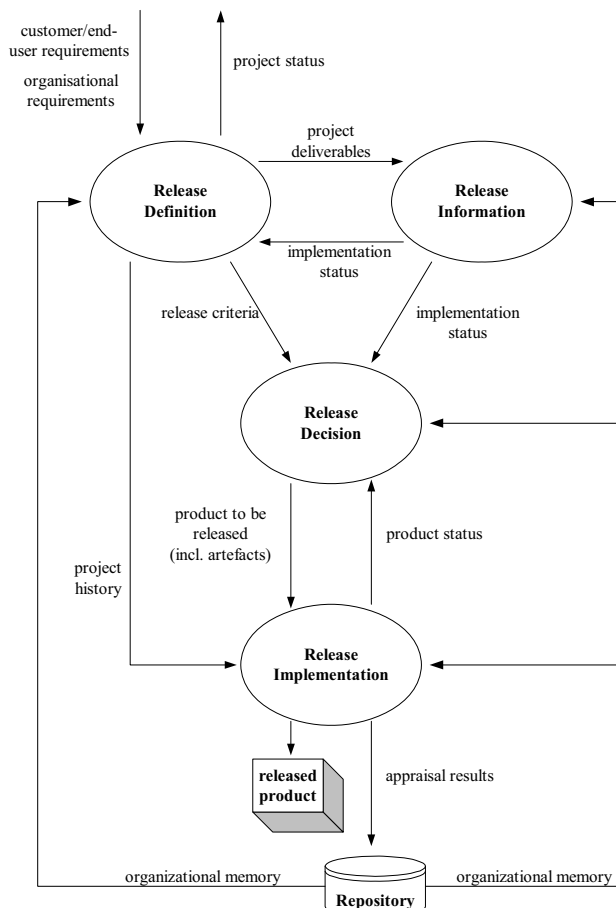 customer/end-
user requirements
organisational
requirements
project status
project
deliverables
Release
Definition
Release
Information
implementation
status
release criteria
implementation
status
Release
Decision
product to be
released
(incl. artefacts)
product status
project
history
Release
Implementation
released
product
appraisal results
organizational memory
Repository
organizational memory